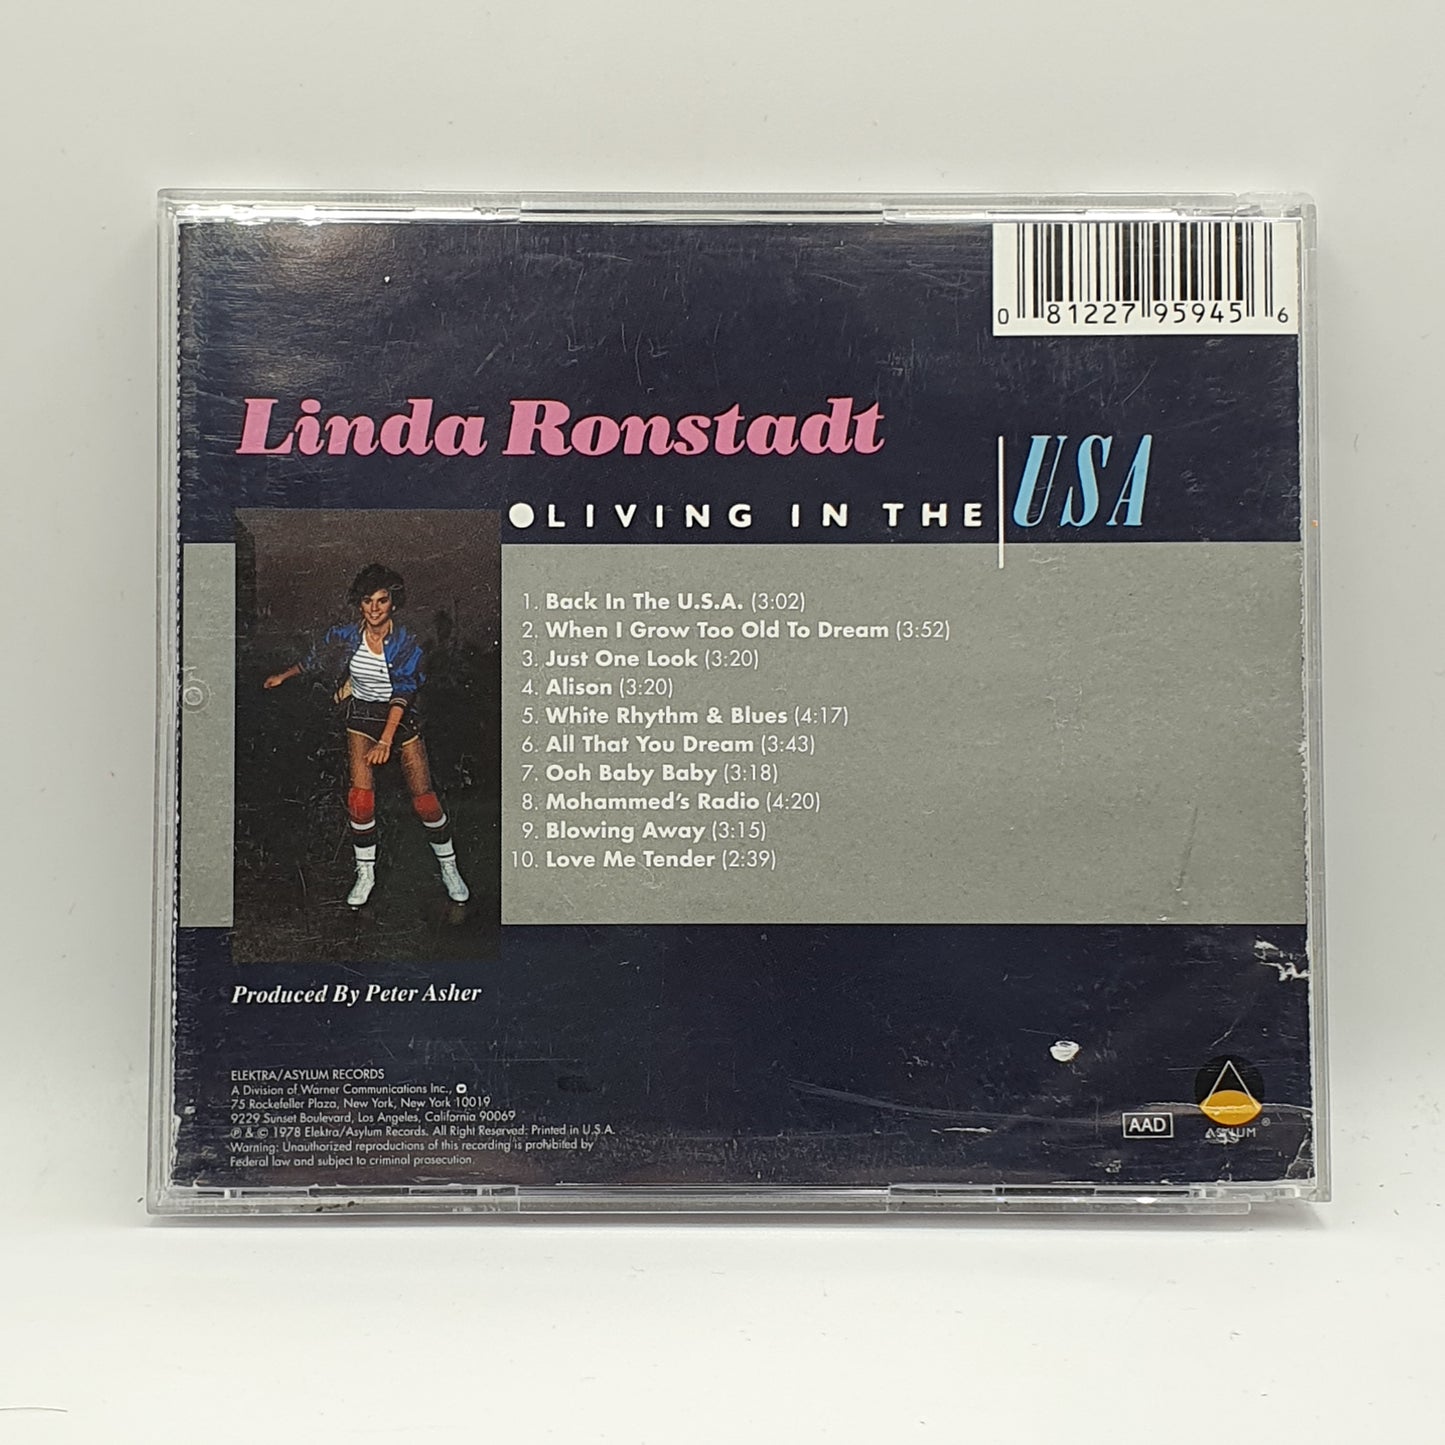 0 81227 95945 6
Linda Ronstadt
LIVING IN THE USA
1. Back In The U.S.A. (3:02)
2. When I Grow Too Old To Dream (3:52)
3. Just One Look (3:20)
4. Alison (3:20)
5. White Rhythm & Blues (4:17)
6. All That You Dream (3:43)
7. Ooh Baby Baby (3:18)
8. Mohammed's Radio (4:20)
9. Blowing Away (3:15)
10. Love Me Tender (2:39)
Produced By Peter Asher
ELEKTRA/ASYLUM RECORDS
A Division of Warner Communications Inc.,
75 Rockefeller Plaza, New York, New York 10019
9229 Sunset Boulevard, Los Angeles, California 90069
℗ & © 1978 Elektra/Asylum Records. All Right Reserved. Printed in U.S.A.
Warning: Unauthorized reproductions of this recording is prohibited by
Federal law and subject to criminal prosecution.
AAD
ASYLUM ®